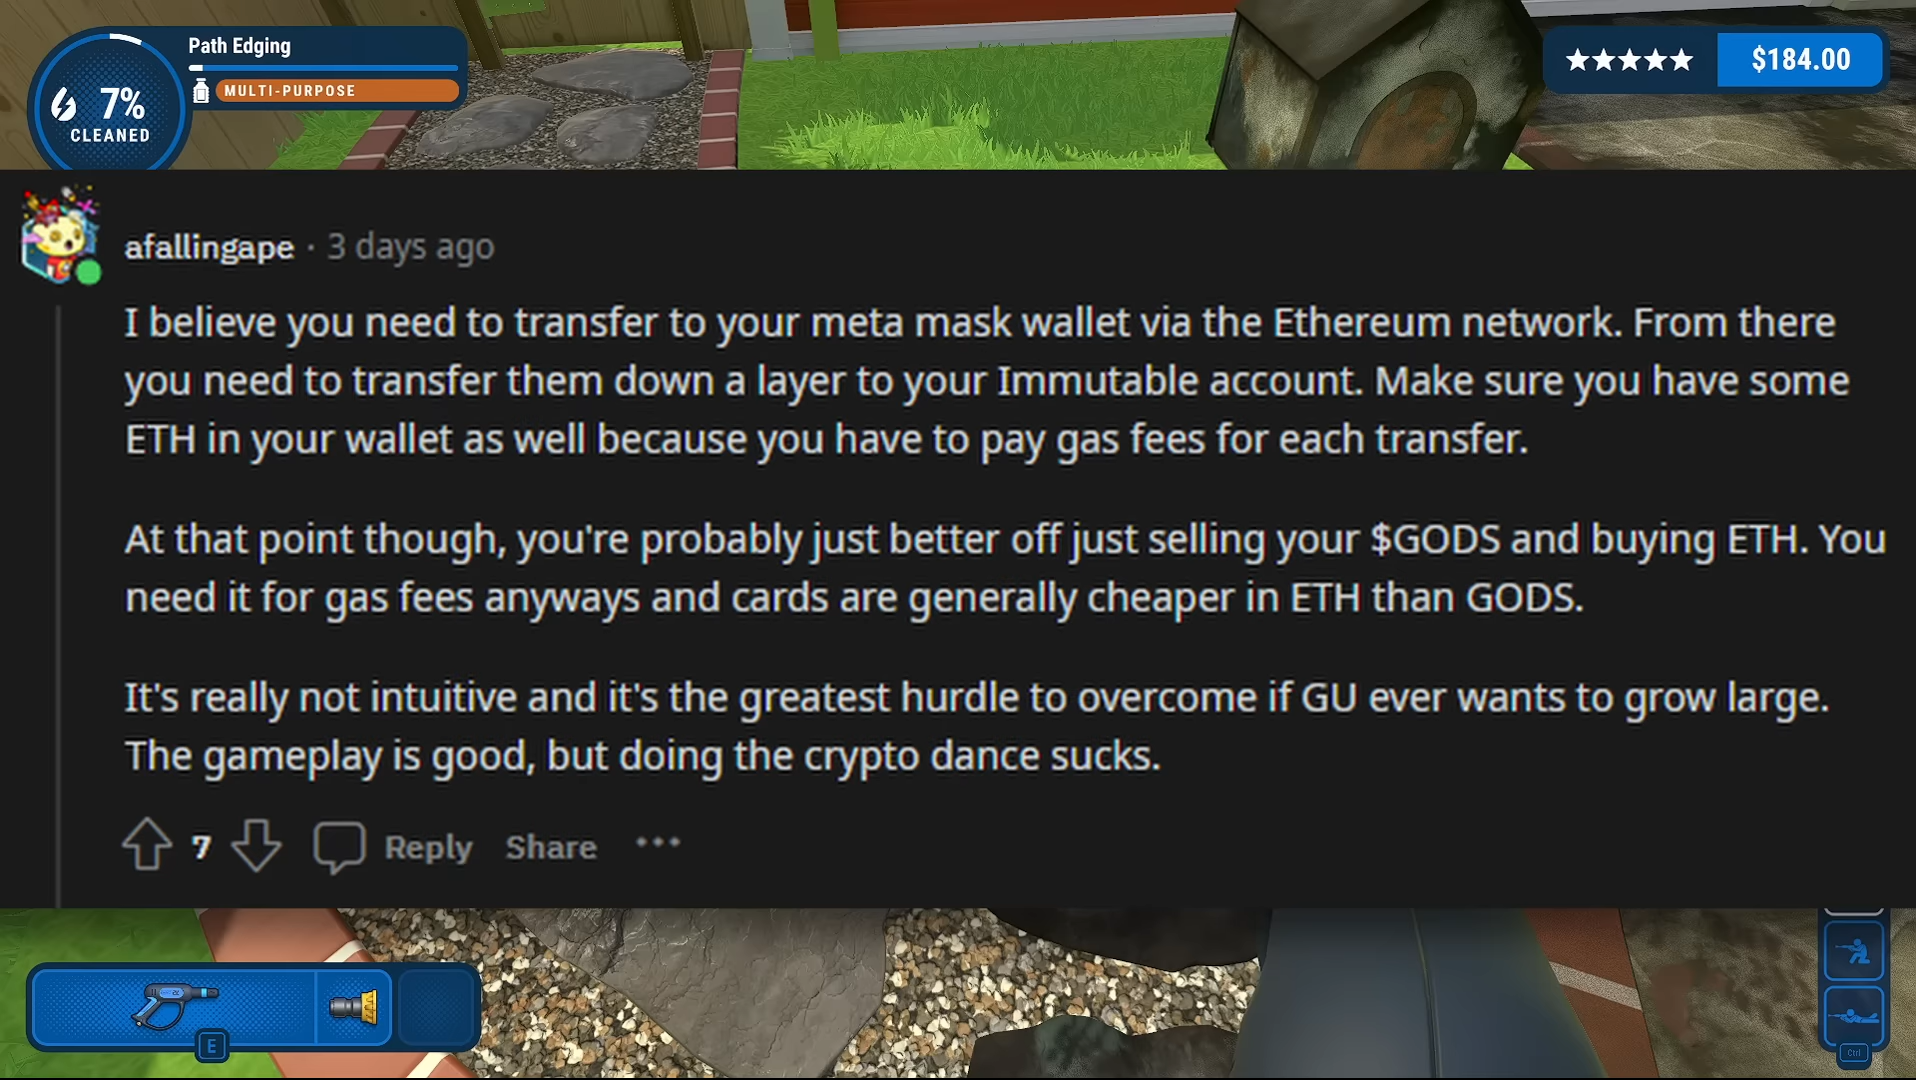 Path Edging
MULTI-PURPOSE
7%
CLEANED
$184.00
afallingape · 3 days ago
I believe you need to transfer to your meta mask wallet via the Ethereum network. From there
you need to transfer them down a layer to your Immutable account. Make sure you have some
ETH in your wallet as well because you have to pay gas fees for each transfer.
At that point though, you're probably just better off just selling your $GODS and buying ETH. You
need it for gas fees anyways and cards are generally cheaper in ETH than GODS.
It's really not intuitive and it's the greatest hurdle to overcome if GU ever wants to grow large.
The gameplay is good, but doing the crypto dance sucks.
7 Reply Share •••
E
Ctrl